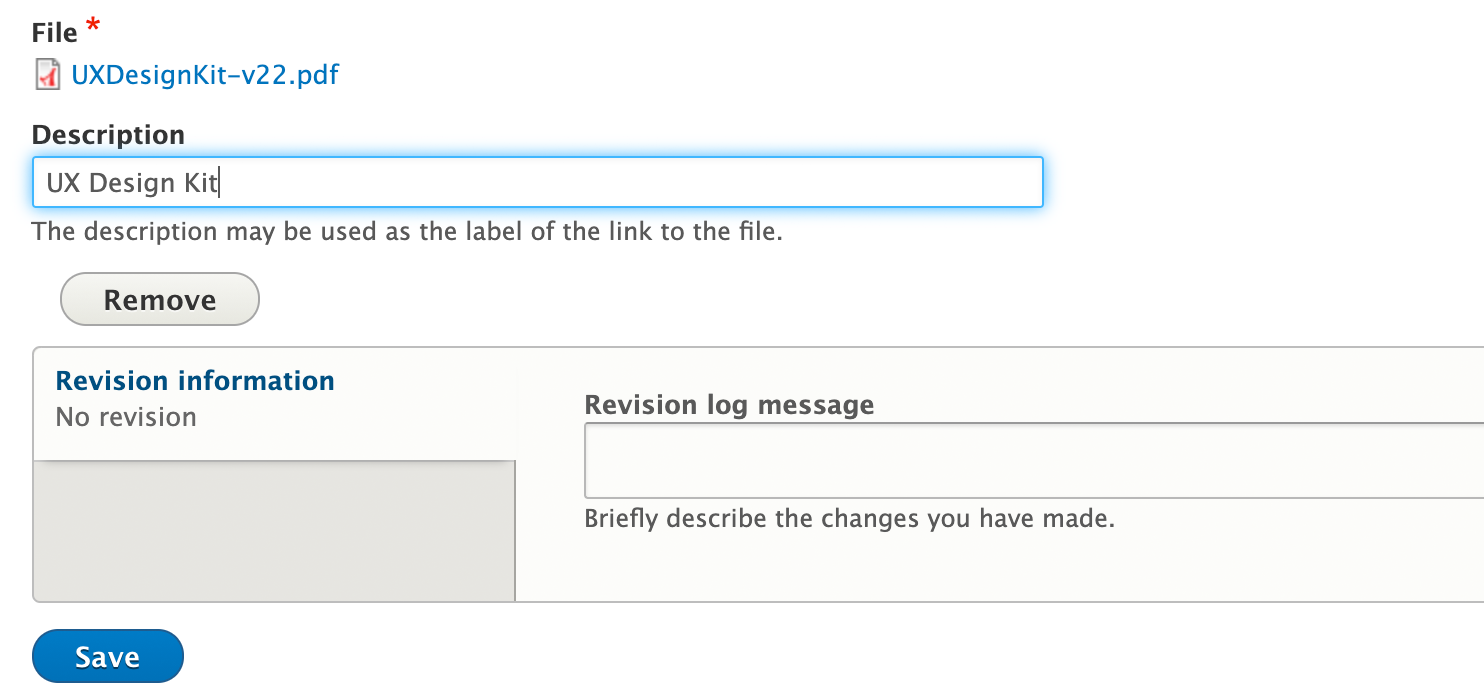 File *
UXDesignKit-v22.pdf
Description
UX Design Kit
The description may be used as the label of the link to the file.
Remove
Revision information
No revision
Revision log message
Briefly describe the changes you have made.
Save